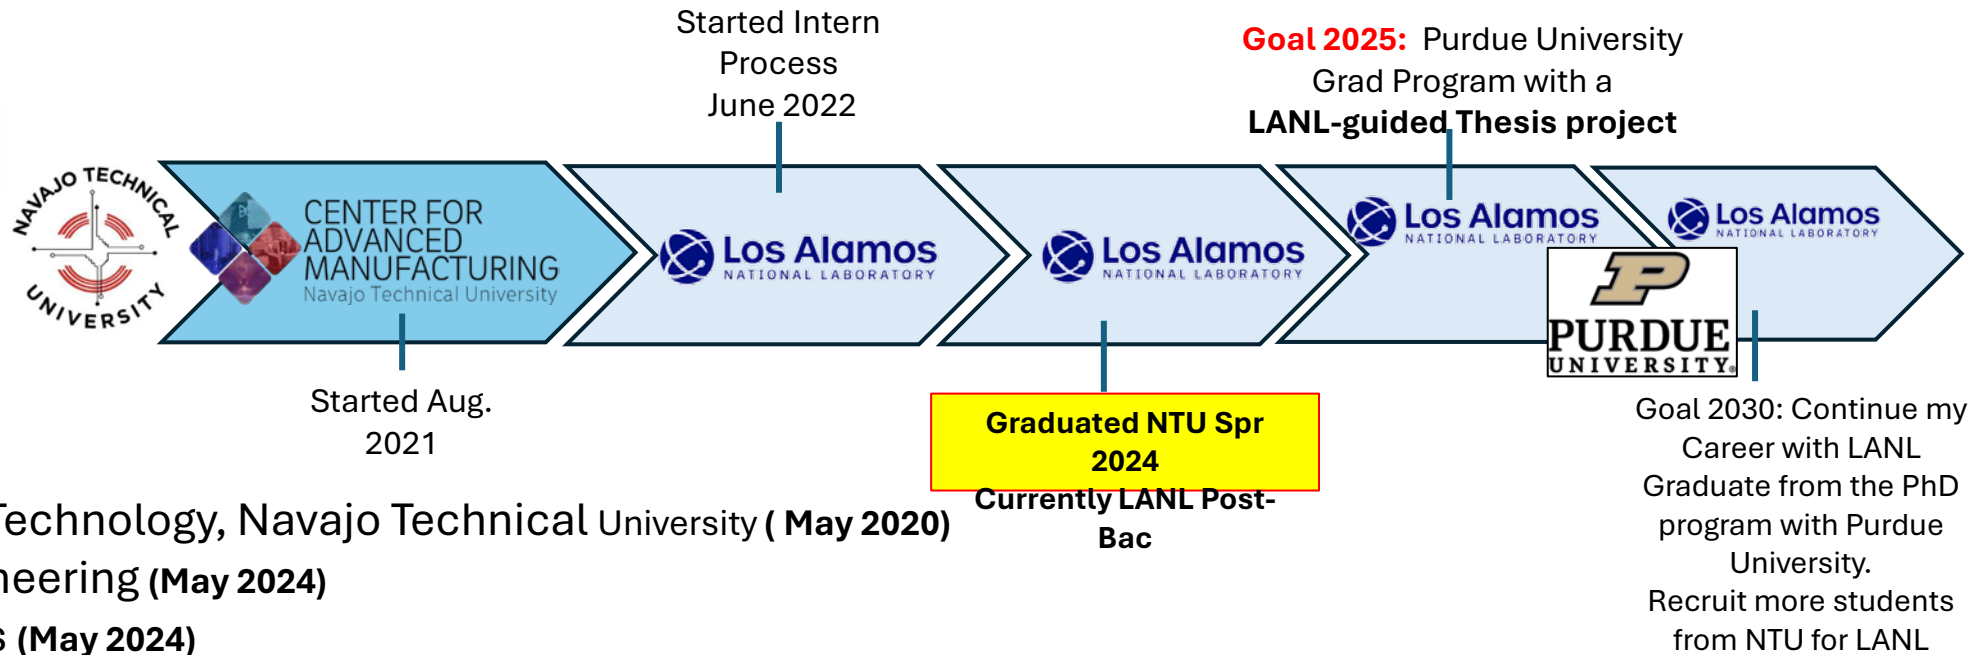 Started Intern
Process
June 2022
Goal 2025: Purdue University
Grad Program with a
LANL-guided Thesis project
NAVAJO TECHNICAL
UNIVERSITY
CENTER FOR
ADVANCED
MANUFACTURING
Navajo Technical University
Los Alamos
NATIONAL LABORATORY
Los Alamos
NATIONAL LABORATORY
Los Alamos
NATIONAL LABORATORY
Los Alamos
NATIONAL LABORATORY
P
PURDUE
UNIVERSITY®
Started Aug.
2021
Graduated NTU Spr
2024
Currently LANL Post-
Bac
Goal 2030: Continue my
Career with LANL
Graduate from the PhD
program with Purdue
University.
Recruit more students
from NTU for LANL
Technology, Navajo Technical University ( May 2020)
neering (May 2024)
s (May 2024)